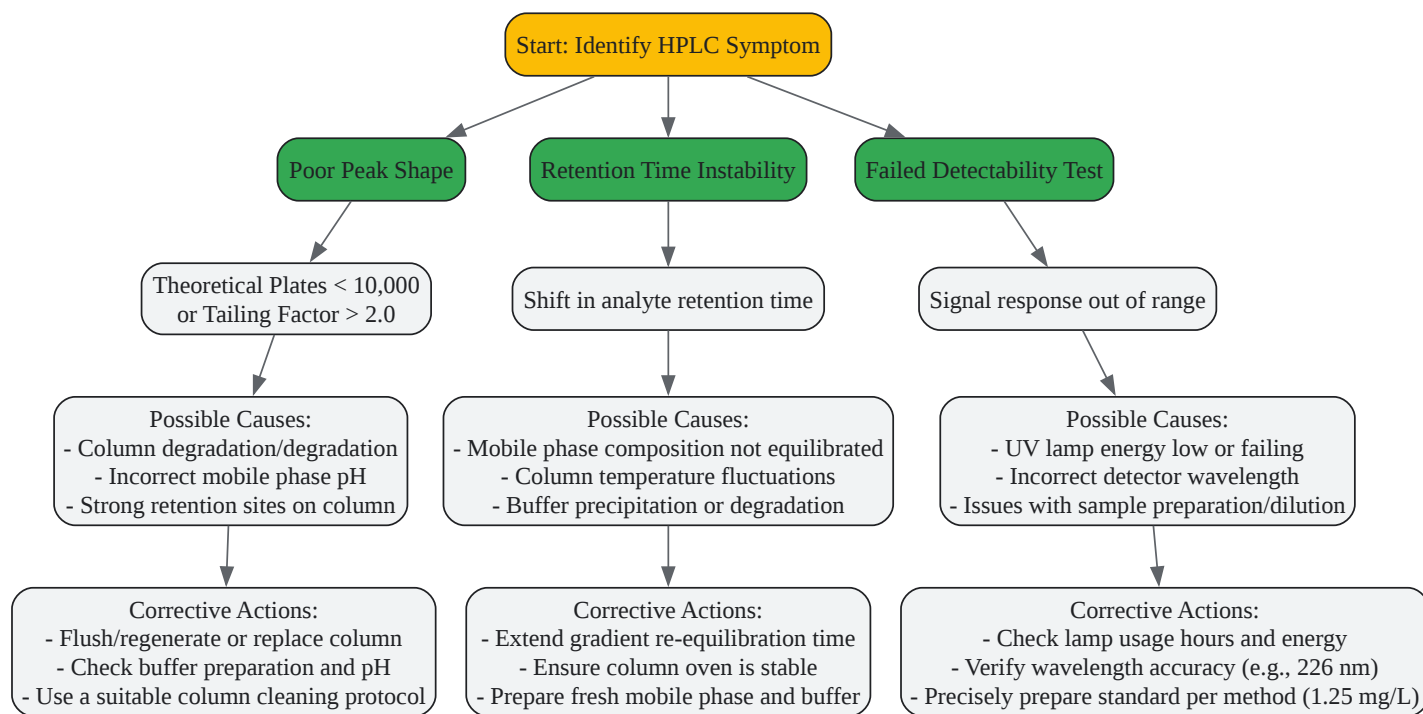 Start: Identify HPLC Symptom
Poor Peak Shape
Retention Time Instability
Failed Detectability Test
Theoretical Plates < 10,000
or Tailing Factor > 2.0
Shift in analyte retention time
Signal response out of range
Possible Causes:
- Column degradation/degradation
- Incorrect mobile phase pH
- Strong retention sites on column
Possible Causes:
- Mobile phase composition not equilibrated
- Column temperature fluctuations
- Buffer precipitation or degradation
Possible Causes:
- UV lamp energy low or failing
- Incorrect detector wavelength
- Issues with sample preparation/dilution
Corrective Actions:
- Flush/regenerate or replace column
- Check buffer preparation and pH
- Use a suitable column cleaning protocol
Corrective Actions:
- Extend gradient re-equilibration time
- Ensure column oven is stable
- Prepare fresh mobile phase and buffer
Corrective Actions:
- Check lamp usage hours and energy
- Verify wavelength accuracy (e.g., 226 nm)
- Precisely prepare standard per method (1.25 mg/L)